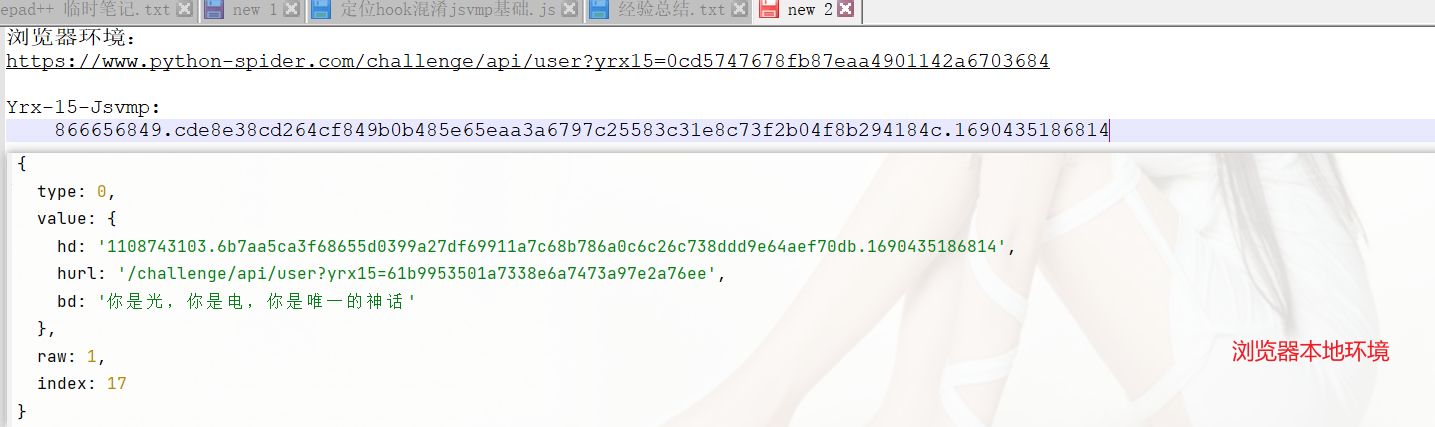 epad++ 临时笔记.txt new 1 定位hook混淆jsvmp基础.js 经验总结.txt new 2
浏览器环境:
https://www.python-spider.com/challenge/api/user?yrx15=0cd5747678fb87eaa4901142a6703684
Yrx-15-Jsvmp:
866656849.cde8e38cd264cf849b0b485e65eaa3a6797c25583c31e8c73f2b04f8b294184c.1690435186814
{
type: 0,
value: {
hd: '1108743103.6b7aa5ca3f68655d0399a27df69911a7c68b786a0c6c26c738ddd9e64aef70db.1690435186814',
hurl: '/challenge/api/user?yrx15=61b9953501a7338e6a7473a97e2a76ee',
bd: '你是光，你是电，你是唯一的神话'
},
浏览器本地环境
raw: 1,
index: 17
}